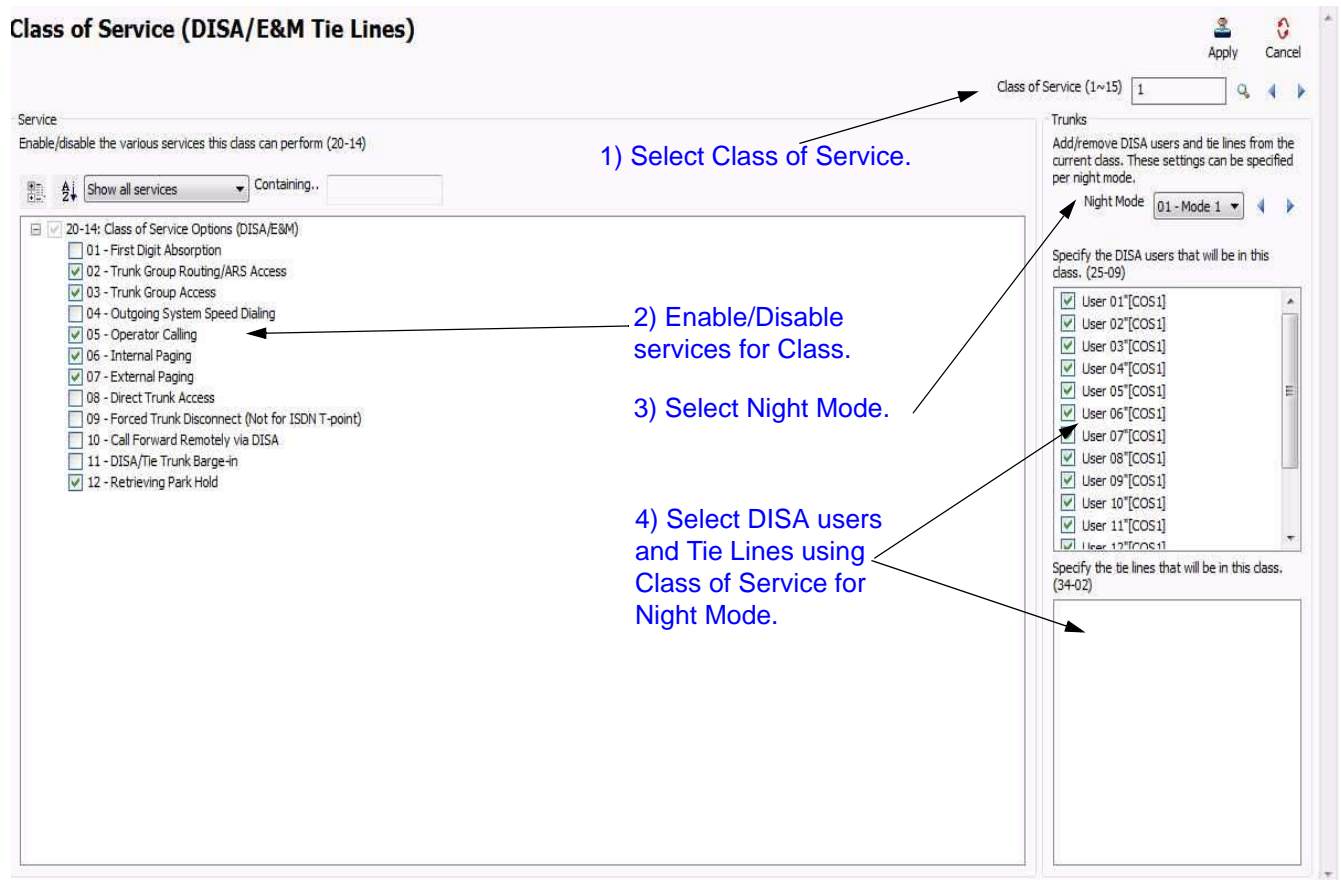 Class of Service (DISA/E&M Tie Lines)
Apply
Cancel
Class of Service (1~15)
1
Service
Enable/disable the various services this class can perform (20-14)
Show all services
Containing..
20-14: Class of Service Options (DISA/E&M)
01 - First Digit Absorption
02 - Trunk Group Routing/ARS Access
03 - Trunk Group Access
04 - Outgoing System Speed Dialing
05 - Operator Calling
06 - Internal Paging
07 - External Paging
08 - Direct Trunk Access
09 - Forced Trunk Disconnect (Not for ISDN T-point)
10 - Call Forward Remotely via DISA
11 - DISA/Tie Trunk Barge-in
12 - Retrieving Park Hold
1) Select Class of Service.
2) Enable/Disable
services for Class.
3) Select Night Mode.
4) Select DISA users
and Tie Lines using
Class of Service for
Night Mode.
Trunks
Add/remove DISA users and tie lines from the
current class. These settings can be specified
per night mode.
Night Mode
01 - Mode 1
Specify the DISA users that will be in this
class. (25-09)
User 01"[COS1]
User 02"[COS1]
User 03"[COS1]
User 04"[COS1]
User 05"[COS1]
User 06"[COS1]
User 07"[COS1]
User 08"[COS1]
User 09"[COS1]
User 10"[COS1]
User 11"[COS1]
User 12"[COS1]
Specify the tie lines that will be in this class.
(34-02)